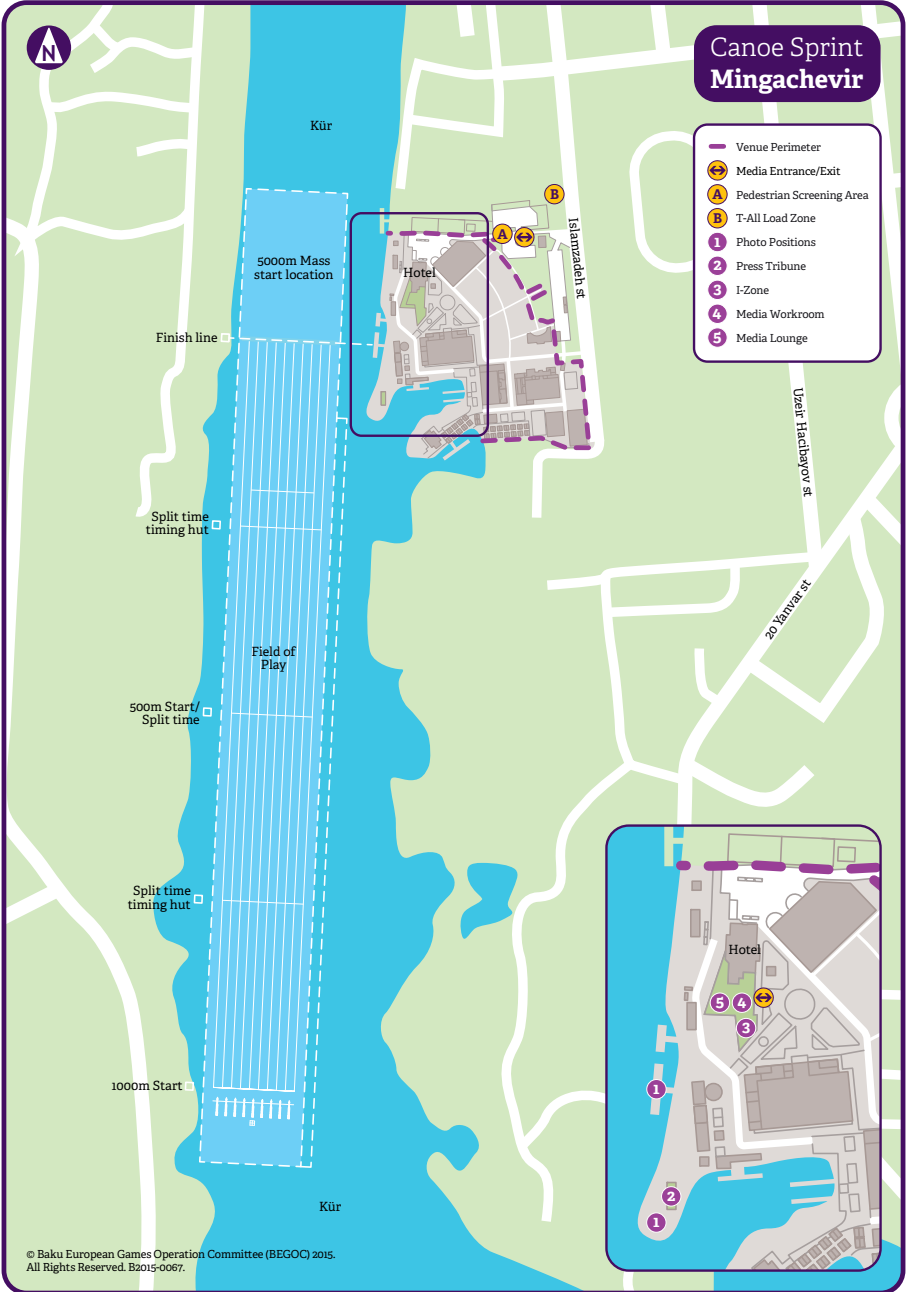 N
Canoe Sprint
Mingachevir
Venue Perimeter
Media Entrance/Exit
A Pedestrian Screening Area
B T-All Load Zone
1 Photo Positions
2 Press Tribune
3 I-Zone
4 Media Workroom
5 Media Lounge
Kür
B
A
Islamzadeh st
5000m Mass
start location
Hotel
Finish line
Uzeir Hacibayov st
Split time
timing hut
20 Yanvar st
Field of
Play
500m Start/
Split time
Split time
timing hut
Hotel
5 4
3
1000m Start
1
2
1
Kür
© Baku European Games Operation Committee (BEGOC) 2015.
All Rights Reserved. B2015-0067.